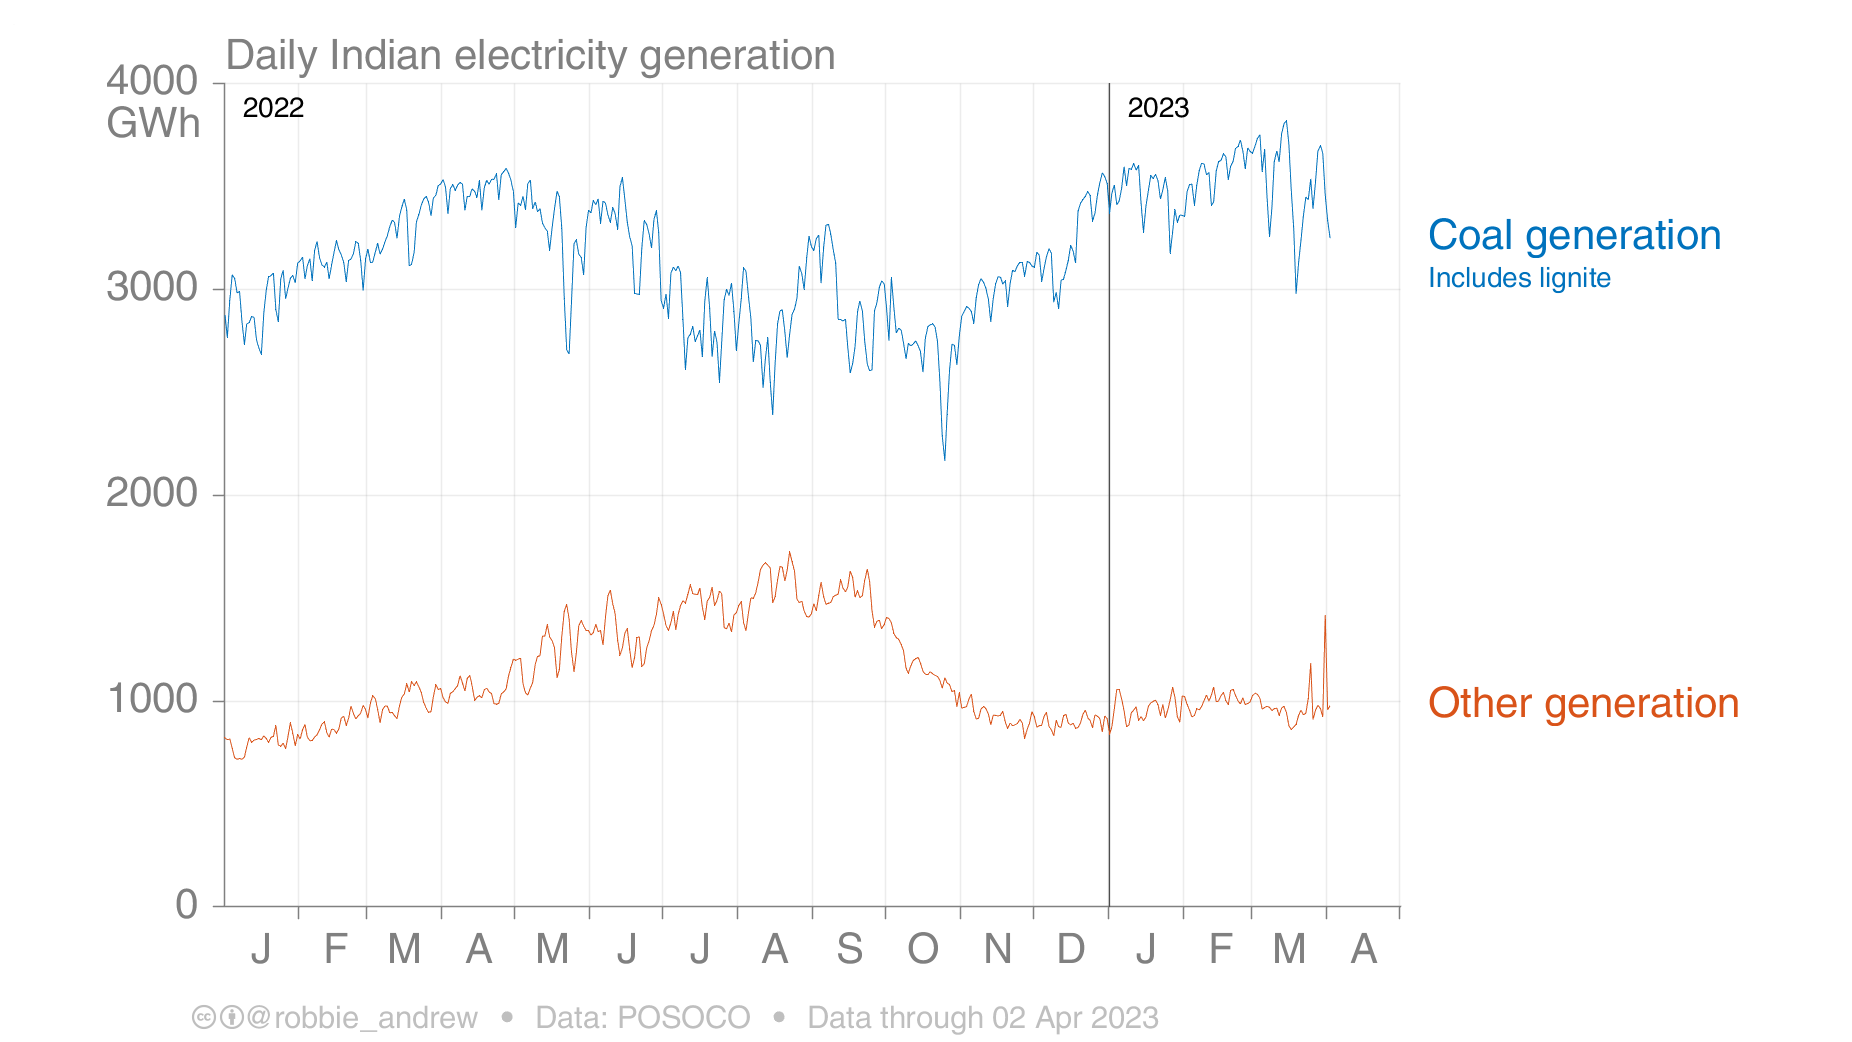 Daily Indian electricity generation
4000
GWh
2022
2023
3000
2000
1000
0
Coal generation
Includes lignite
Other generation
J F M A M J J A S O N D J F M A
@robbie_andrew • Data: POSOCO • Data through 02 Apr 2023